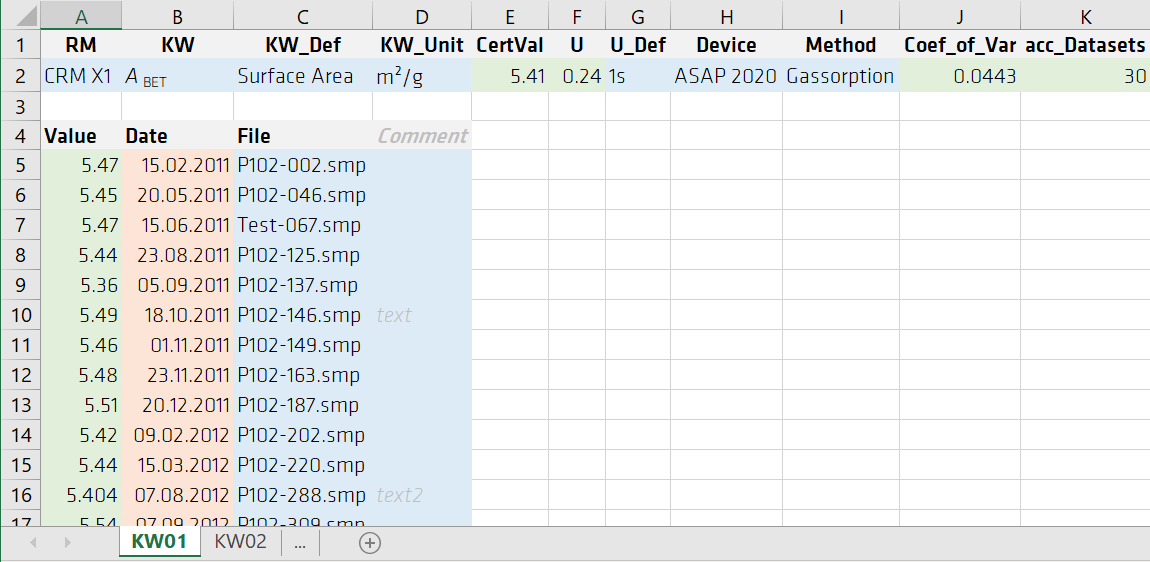 A B C D E F G H I J K
1 RM KW KW_Def KW_Unit CertVal U U_Def Device Method Coef_of_Var acc_Datasets
2 CRM X1 A BET Surface Area m²/g 5.41 0.24 1s ASAP 2020 Gassorption 0.0443 30
3
4 Value Date File Comment
5 5.47 15.02.2011 P102-002.smp
6 5.45 20.05.2011 P102-046.smp
7 5.47 15.06.2011 Test-067.smp
8 5.44 23.08.2011 P102-125.smp
9 5.36 05.09.2011 P102-137.smp
10 5.49 18.10.2011 P102-146.smp text
11 5.46 01.11.2011 P102-149.smp
12 5.48 23.11.2011 P102-163.smp
13 5.51 20.12.2011 P102-187.smp
14 5.42 09.02.2012 P102-202.smp
15 5.44 15.03.2012 P102-220.smp
16 5.404 07.08.2012 P102-288.smp text2
17 5.54 07.09.2012 P102-309.smp
KW01 KW02 ...